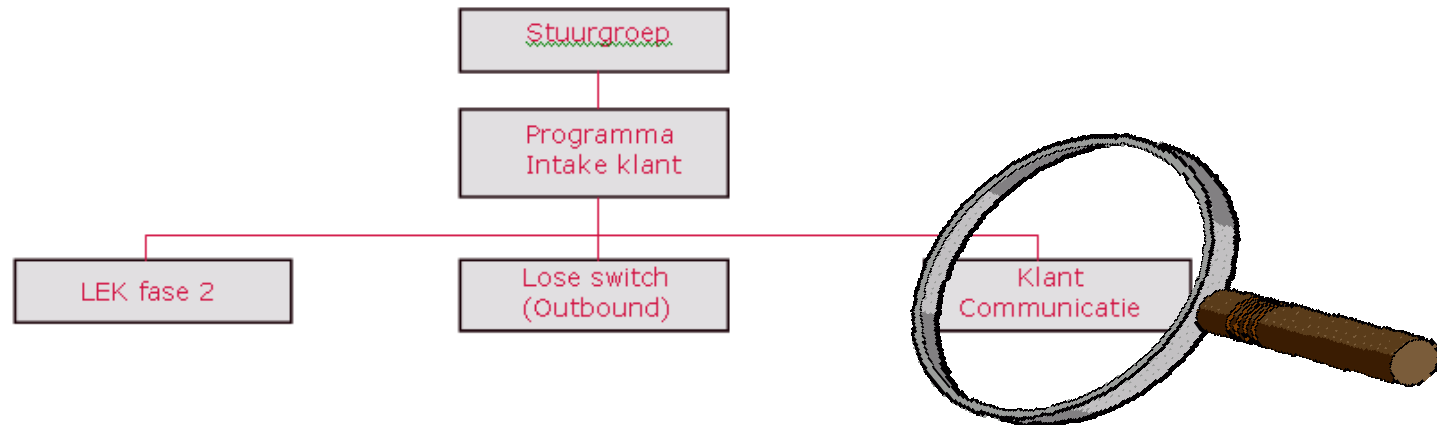 Stuurgroep
Programma
Intake klant
LEK fase 2
Lose switch
(Outbound)
Klant
Communicatie